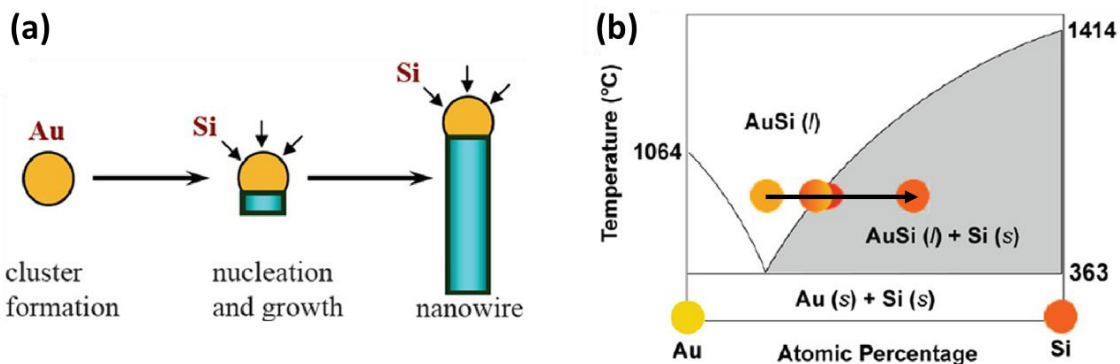 (a)
Au
Si
Si
cluster
formation
nucleation
and growth
nanowire
(b)
Temperature (°C)
1414
1064
363
AuSi (l)
AuSi (l) + Si (s)
Au (s) + Si (s)
Au
Atomic Percentage
Si